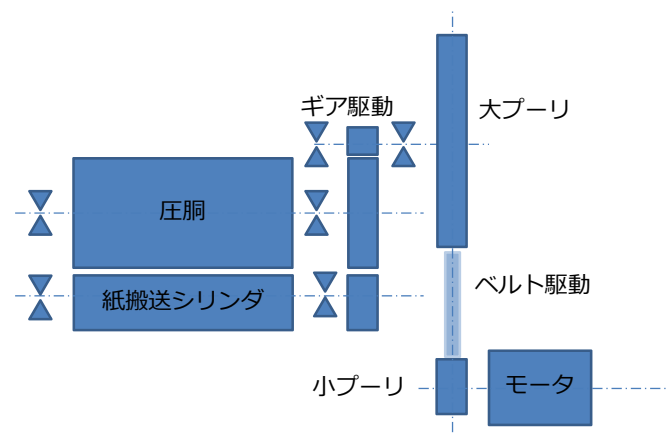 ギア駆動
大プーリ
圧胴
ベルト駆動
紙搬送シリンダ
小プーリ
モータ